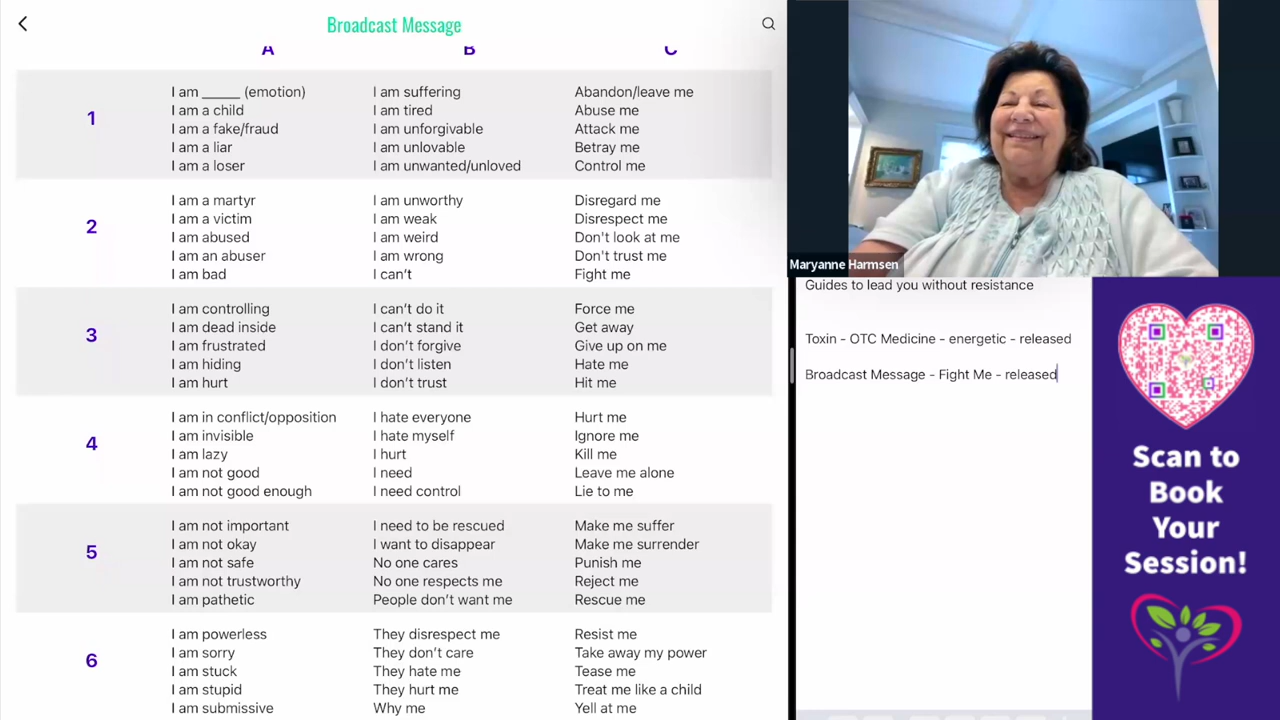 Broadcast Message
A B C
1
I am _____ (emotion) I am suffering Abandon/leave me
I am a child I am tired Abuse me
I am a fake/fraud I am unforgivable Attack me
I am a liar I am unlovable Betray me
I am a loser I am unwanted/unloved Control me
2
I am a martyr I am unworthy Disregard me
I am a victim I am weak Disrespect me
I am abused I am weird Don't look at me
I am an abuser I am wrong Don't trust me
I am bad I can't Fight me
3
I am controlling I can't do it Force me
I am dead inside I can't stand it Get away
I am frustrated I don't forgive Give up on me
I am hiding I don't listen Hate me
I am hurt I don't trust Hit me
4
I am in conflict/opposition I hate everyone Hurt me
I am invisible I hate myself Ignore me
I am lazy I hurt Kill me
I am not good I need Leave me alone
I am not good enough I need control Lie to me
5
I am not important I need to be rescued Make me suffer
I am not okay I want to disappear Make me surrender
I am not safe No one cares Punish me
I am not trustworthy No one respects me Reject me
I am pathetic People don't want me Rescue me
6
I am powerless They disrespect me Resist me
I am sorry They don't care Take away my power
I am stuck They hate me Tease me
I am stupid They hurt me Treat me like a child
I am submissive Why me Yell at me
Maryanne Harmsen
Guides to lead you without resistance
Toxin - OTC Medicine - energetic - released
Broadcast Message - Fight Me - released
Scan to
Book
Your
Session!